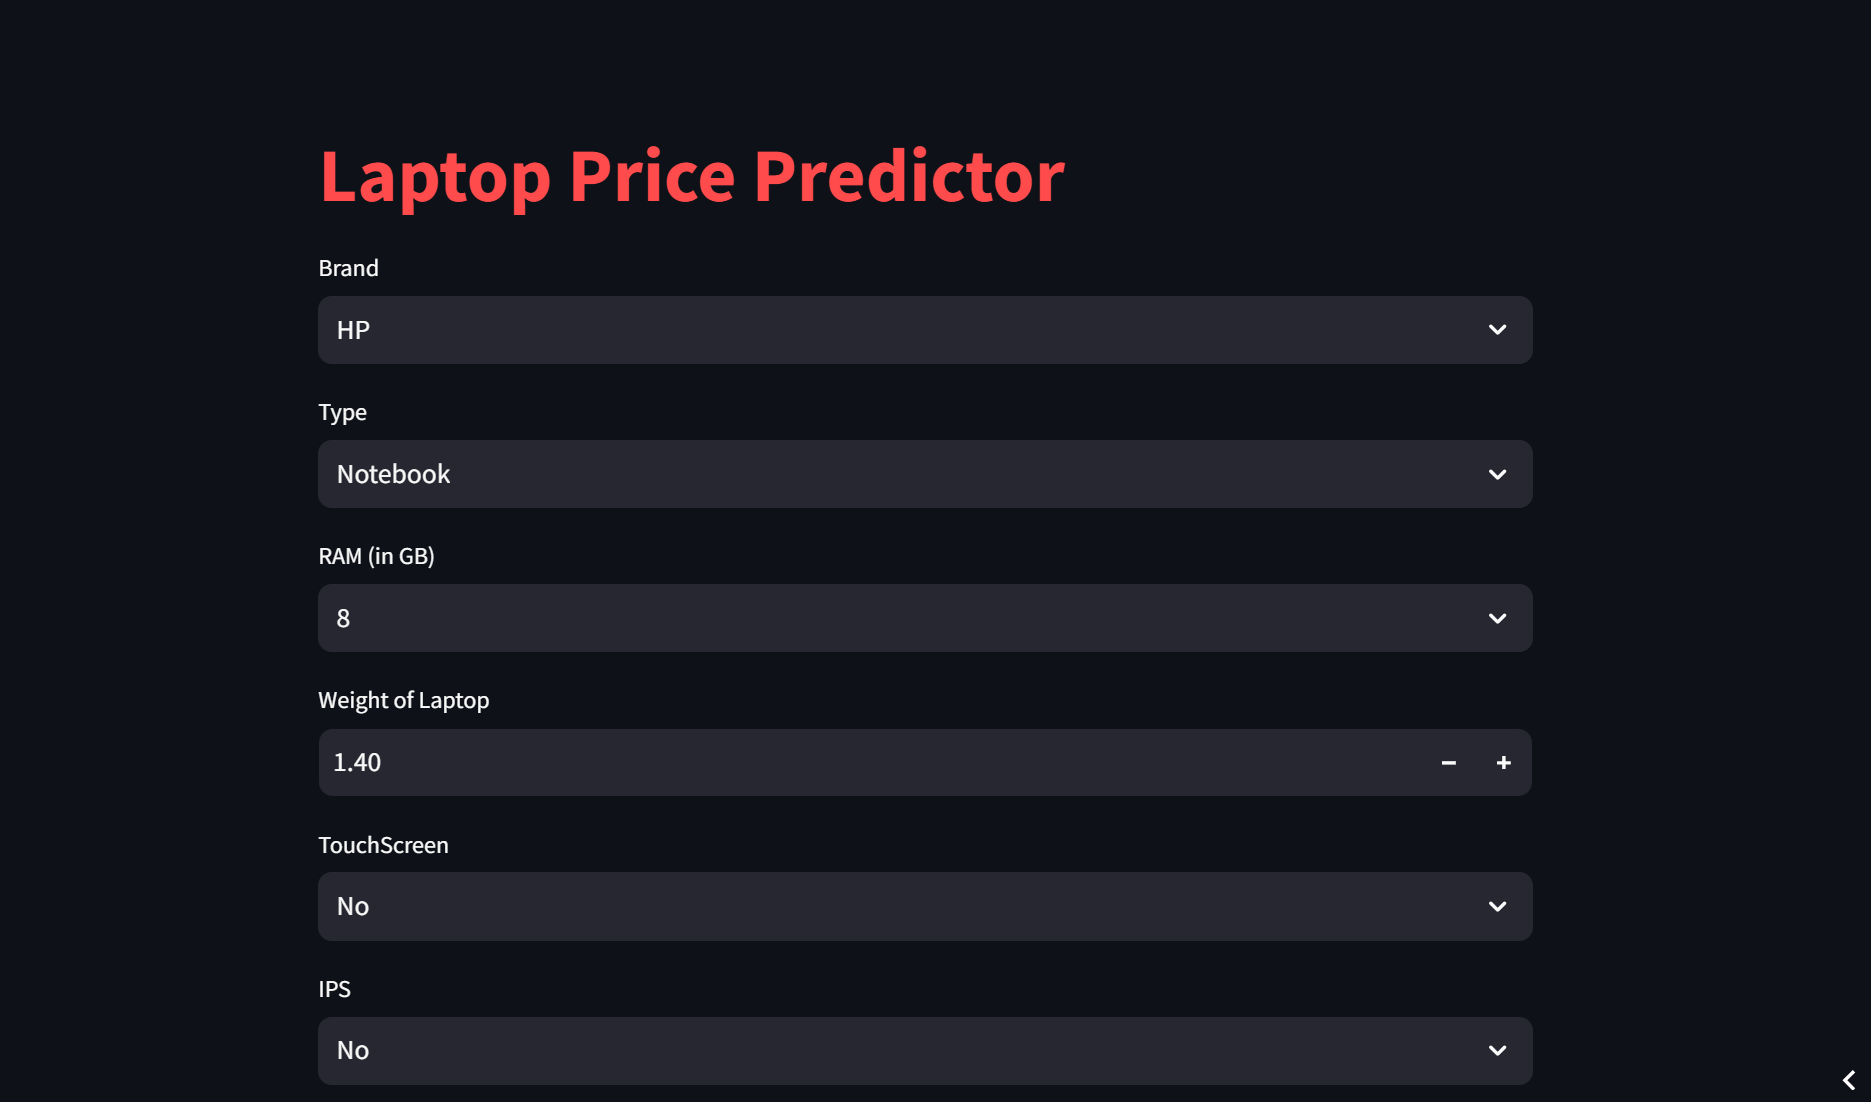 Laptop Price Predictor
Brand
HP
Type
Notebook
RAM (in GB)
8
Weight of Laptop
1.40
TouchScreen
No
IPS
No